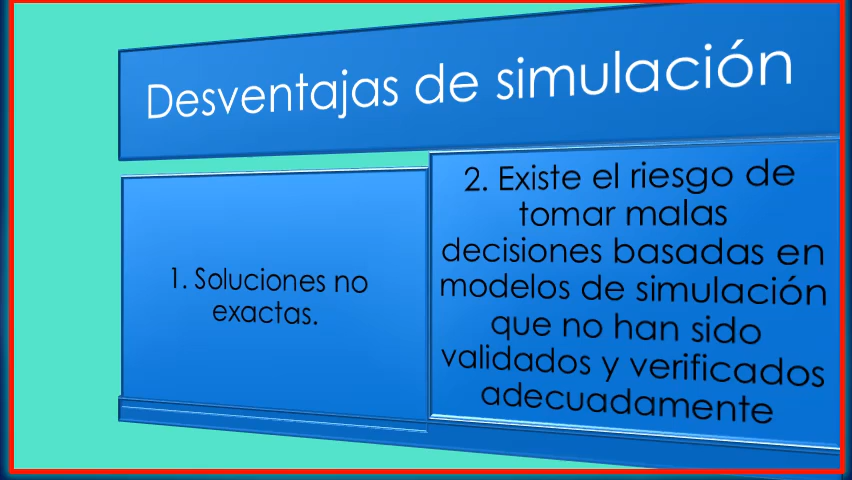 Desventajas de simulación
1. Soluciones no
exactas.
2. Existe el riesgo de
tomar malas
decisiones basadas en
modelos de simulación
que no han sido
validados y verificados
adecuadamente